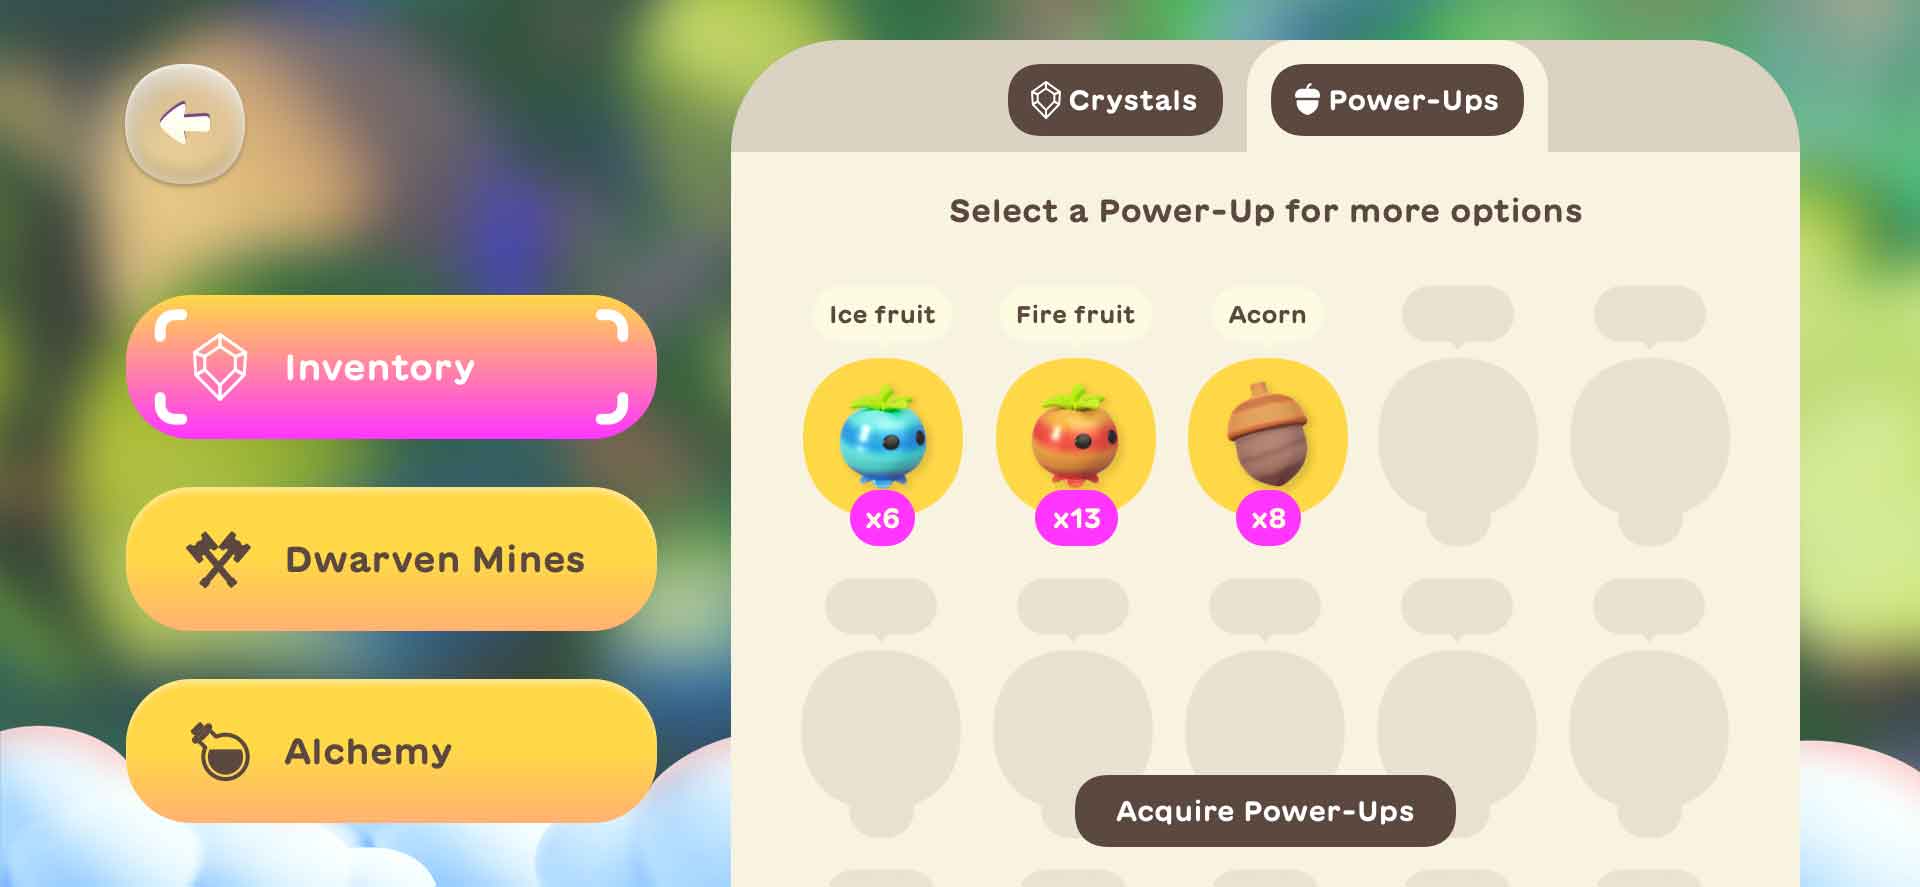 Crystals
Power-Ups
Select a Power-Up for more options
Ice fruit
Fire fruit
Acorn
x6
x13
x8
Inventory
Dwarven Mines
Alchemy
Acquire Power-Ups